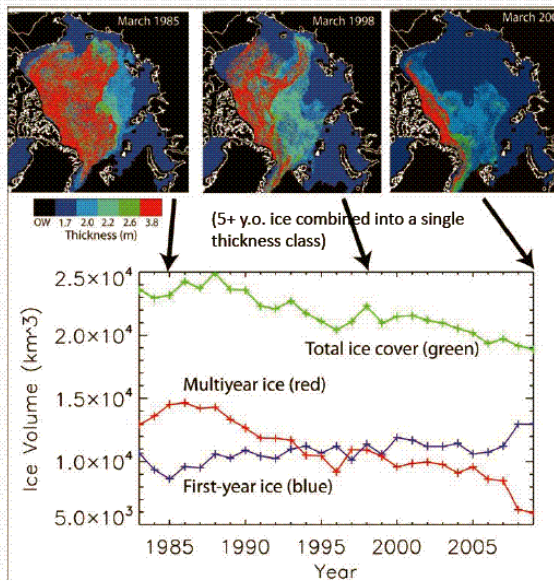 March 1985
March 1998
March 200
OW 1.7 2.0 2.2 2.6 3.8
Thickness (m)
(5+ y.o. ice combined into a single
thickness class)
2.5×10⁴
2.0×10⁴
1.5×10⁴
1.0×10⁴
5.0×10³
Ice Volume (km^3)
Total ice cover (green)
Multiyear ice (red)
First-year ice (blue)
1985 1990 1995 2000 2005
Year